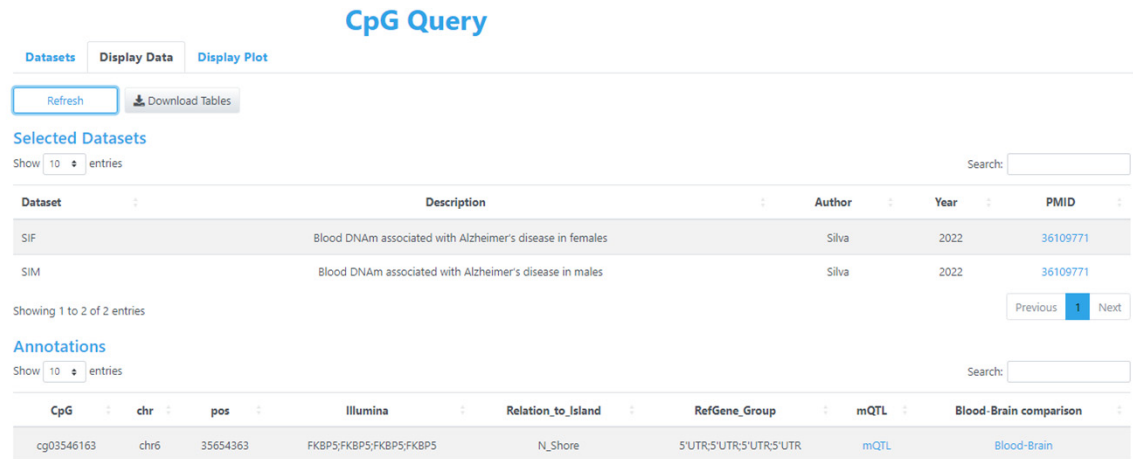 CpG Query
Datasets Display Data Display Plot
Refresh Download Tables
Selected Datasets
Show 10 entries Search:
Dataset Description Author Year PMID
SIF Blood DNAm associated with Alzheimer's disease in females Silva 2022 36109771
SIM Blood DNAm associated with Alzheimer's disease in males Silva 2022 36109771
Showing 1 to 2 of 2 entries Previous 1 Next
Annotations
Show 10 entries Search:
CpG chr pos Illumina Relation_to_Island RefGene_Group mQTL Blood-Brain comparison
cg03546163 chr6 35654363 FKBP5;FKBP5;FKBP5;FKBP5 N_Shore 5'UTR;5'UTR;5'UTR;5'UTR mQTL Blood-Brain